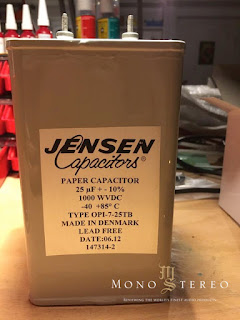 JENSEN
Capacitors®
PAPER CAPACITOR
25 µF + - 10%
1000 WVDC
-40 +85° C
TYPE OPI-7-25TB
MADE IN DENMARK
LEAD FREE
DATE:06.12
147314-2
MONO STEREO